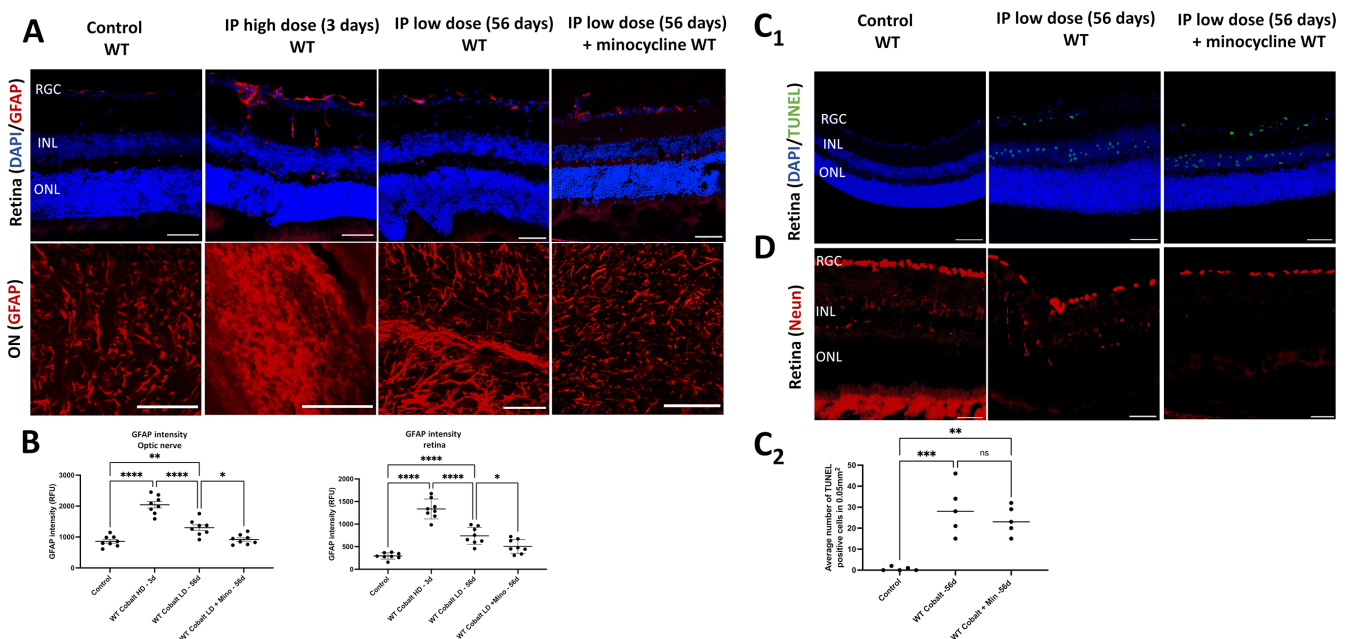 A
Control
WT
IP high dose (3 days)
WT
IP low dose (56 days)
WT
IP low dose (56 days)
+ minocycline WT
Retina (DAPI/GFAP)
RGC
INL
ONL
ON (GFAP)
B
GFAP intensity
Optic nerve
GFAP intensity (RFU)
3000
2000
1000
0
**
**** **** *
Control
WT Cobalt HD - 3d
WT Cobalt LD - 56d
WT Cobalt LD + Mino - 56d
GFAP intensity
retina
GFAP intensity (RFU)
2000
1500
1000
500
0
****
**** **** *
Control
WT Cobalt HD - 3d
WT Cobalt LD - 56d
WT Cobalt LD +Mino -56d
C1
Control
WT
IP low dose (56 days) WT
IP low dose (56 days)
+ minocycline WT
Retina (DAPI/TUNEL)
RGC
INL
ONL
D
Retina (Neun)
RGC
INL
ONL
C2
Average number of TUNEL
positive cells in 0.05mm²
50
40
30
20
10
0
**
*** ns
Control
WT Cobalt -56d
WT Cobalt + Min -56d